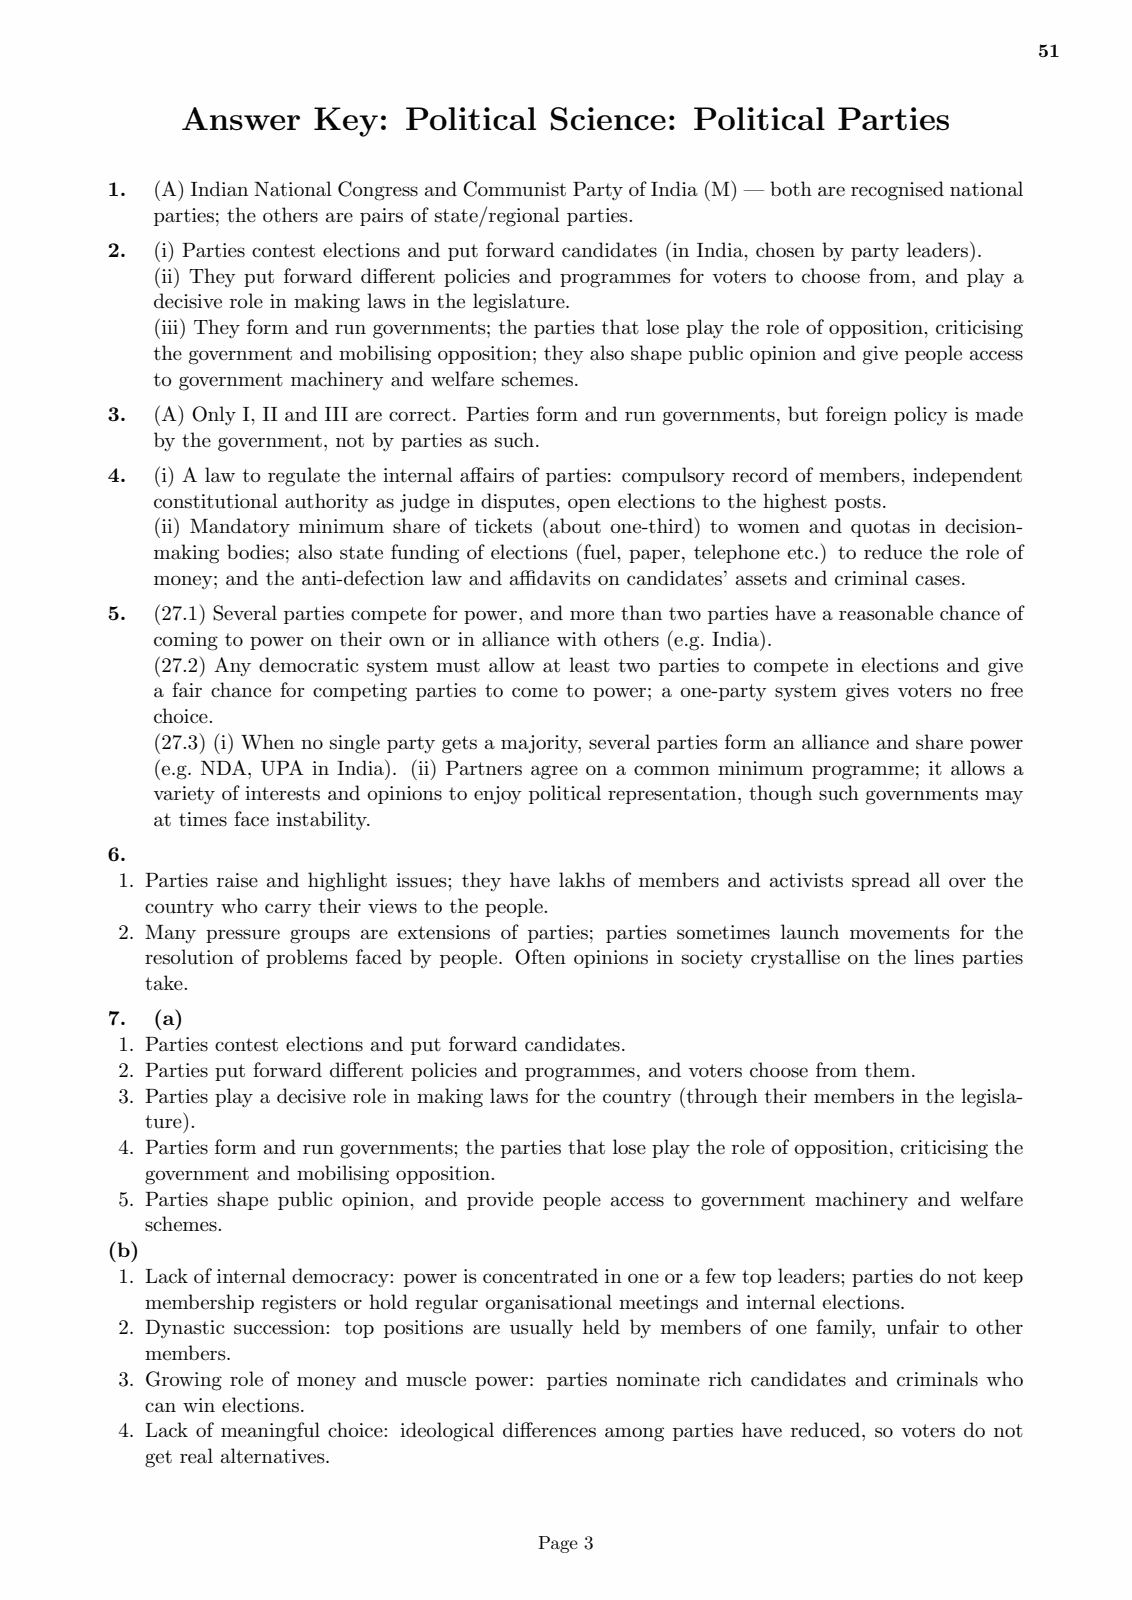 51
Answer Key: Political Science: Political Parties
1. (A) Indian National Congress and Communist Party of India (M) — both are recognised national
parties; the others are pairs of state/regional parties.
2. (i) Parties contest elections and put forward candidates (in India, chosen by party leaders).
(ii) They put forward different policies and programmes for voters to choose from, and play a
decisive role in making laws in the legislature.
(iii) They form and run governments; the parties that lose play the role of opposition, criticising
the government and mobilising opposition; they also shape public opinion and give people access
to government machinery and welfare schemes.
3. (A) Only I, II and III are correct. Parties form and run governments, but foreign policy is made
by the government, not by parties as such.
4. (i) A law to regulate the internal affairs of parties: compulsory record of members, independent
constitutional authority as judge in disputes, open elections to the highest posts.
(ii) Mandatory minimum share of tickets (about one-third) to women and quotas in decision-
making bodies; also state funding of elections (fuel, paper, telephone etc.) to reduce the role of
money; and the anti-defection law and affidavits on candidates' assets and criminal cases.
5. (27.1) Several parties compete for power, and more than two parties have a reasonable chance of
coming to power on their own or in alliance with others (e.g. India).
(27.2) Any democratic system must allow at least two parties to compete in elections and give
a fair chance for competing parties to come to power; a one-party system gives voters no free
choice.
(27.3) (i) When no single party gets a majority, several parties form an alliance and share power
(e.g. NDA, UPA in India). (ii) Partners agree on a common minimum programme; it allows a
variety of interests and opinions to enjoy political representation, though such governments may
at times face instability.
6.
1. Parties raise and highlight issues; they have lakhs of members and activists spread all over the
country who carry their views to the people.
2. Many pressure groups are extensions of parties; parties sometimes launch movements for the
resolution of problems faced by people. Often opinions in society crystallise on the lines parties
take.
7. (a)
1. Parties contest elections and put forward candidates.
2. Parties put forward different policies and programmes, and voters choose from them.
3. Parties play a decisive role in making laws for the country (through their members in the legisla-
ture).
4. Parties form and run governments; the parties that lose play the role of opposition, criticising the
government and mobilising opposition.
5. Parties shape public opinion, and provide people access to government machinery and welfare
schemes.
(b)
1. Lack of internal democracy: power is concentrated in one or a few top leaders; parties do not keep
membership registers or hold regular organisational meetings and internal elections.
2. Dynastic succession: top positions are usually held by members of one family, unfair to other
members.
3. Growing role of money and muscle power: parties nominate rich candidates and criminals who
can win elections.
4. Lack of meaningful choice: ideological differences among parties have reduced, so voters do not
get real alternatives.
Page 3